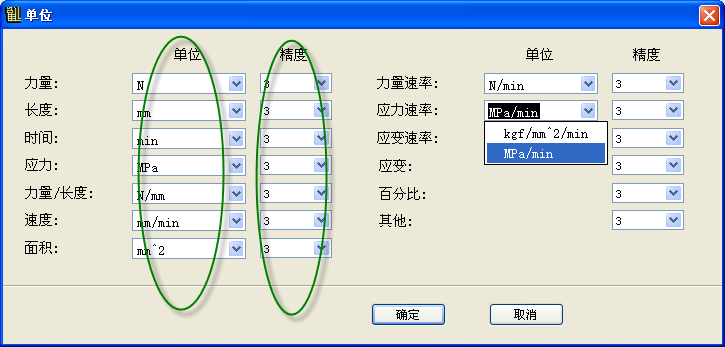 单位
单位 精度 单位 精度
力量: N 3 力量速率: N/min 3
长度: mm 3 应力速率: MPa/min 3
时间: min 3 应变速率: kgf/mm^2/min 3
应力: MPa 3 应变: MPa/min 3
力量/长度: N/mm 3 百分比: 3
速度: mm/min 3 其他: 3
面积: mm^2 3
确定 取消